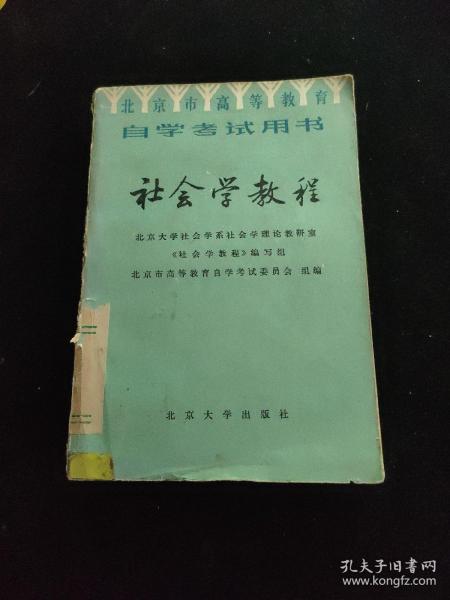 北京市高等教育
自学考试用书
社会学教程
北京大学社会学系社会学理论教研室
《社会学教程》编写组
北京市高等教育自学考试委员会 组编
北京大学出版社
孔夫子旧书网
www.kongfz.com